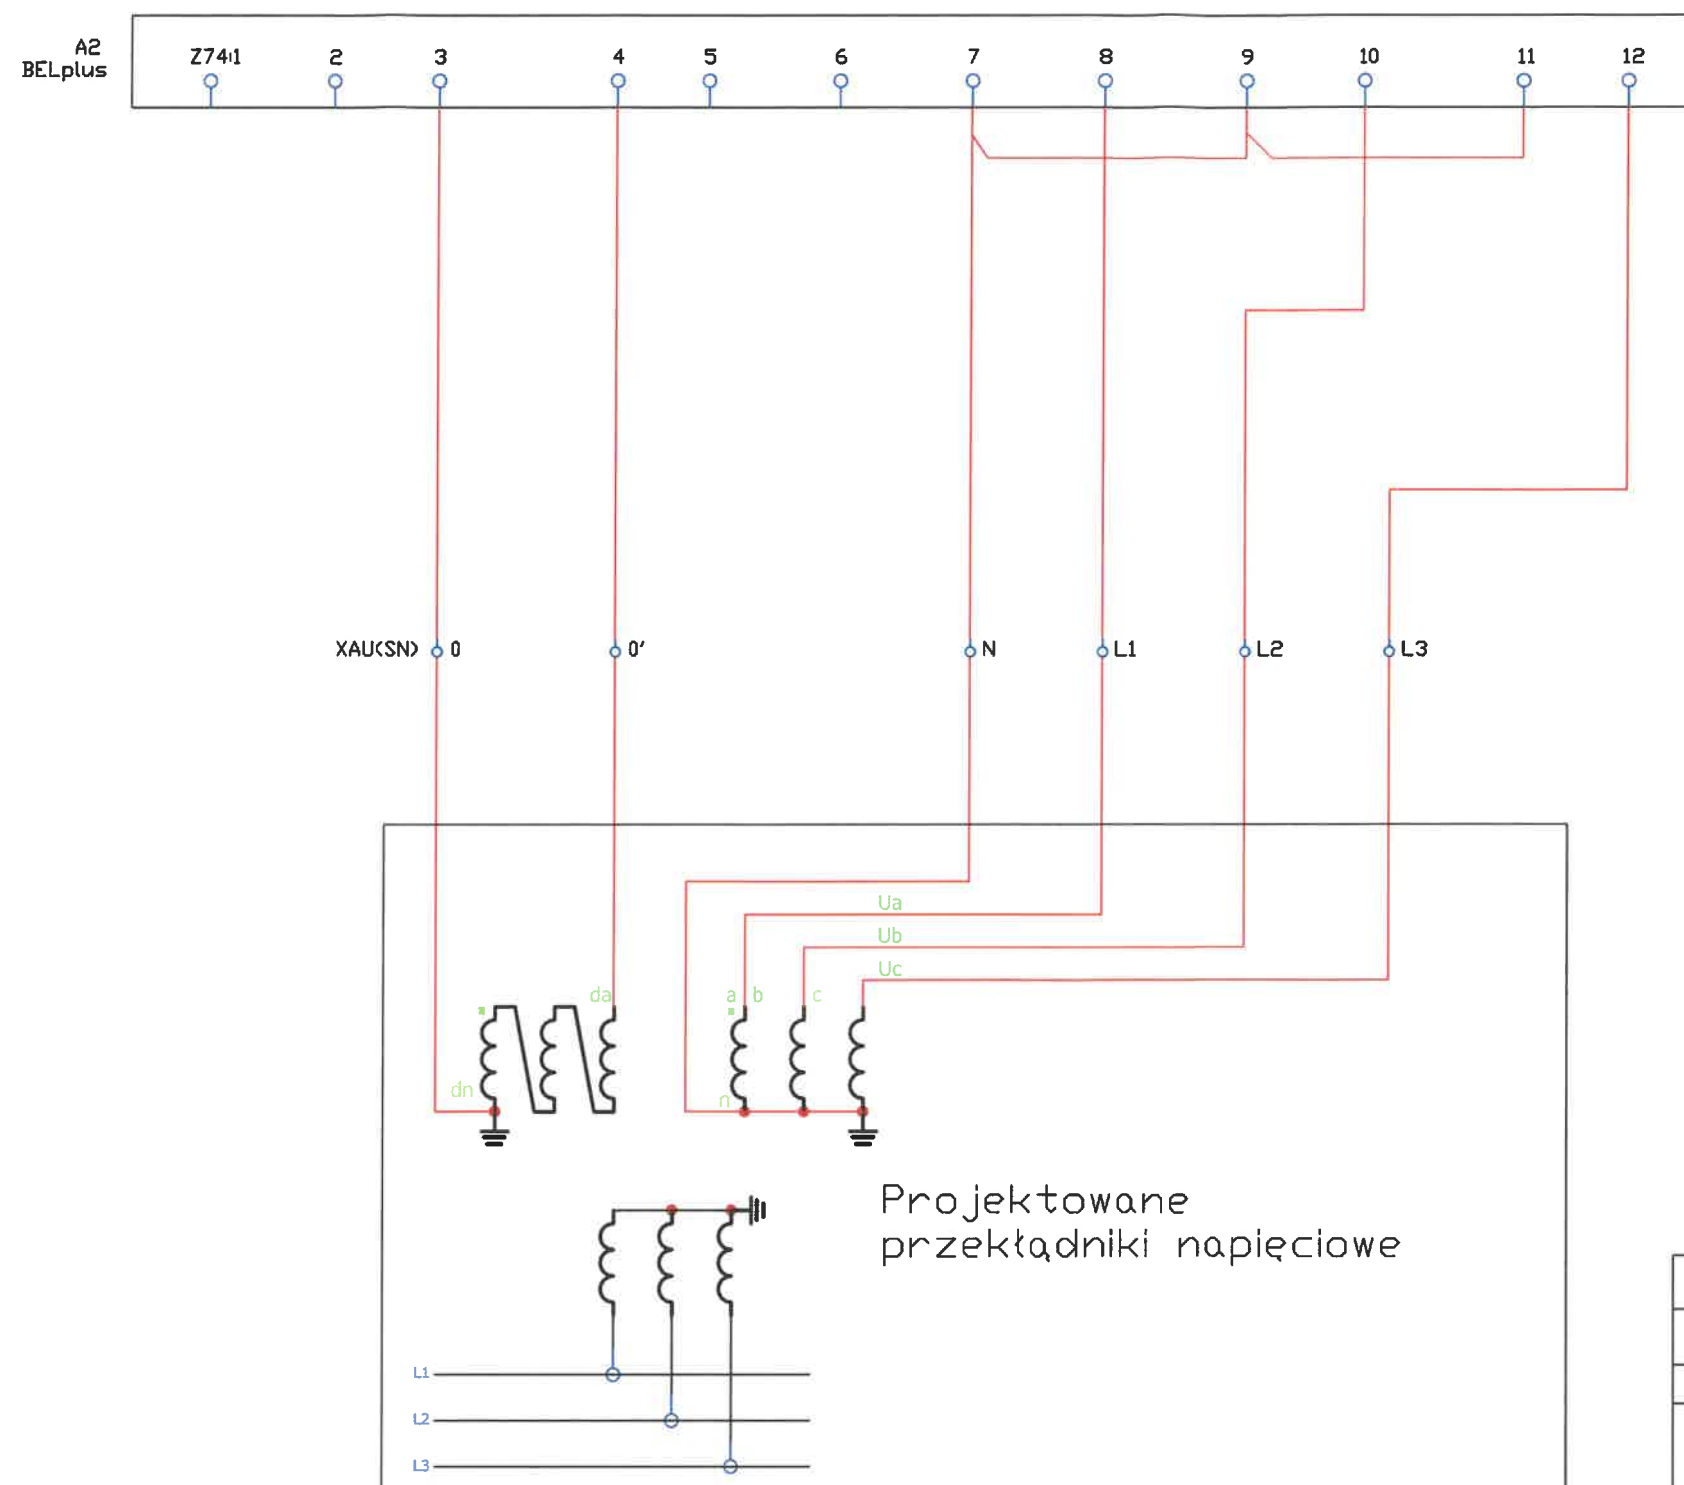 A2
BELplus
Z74:1 2 3 4 5 6 7 8 9 10 11 12
XAU(SN) 0 0' N L1 L2 L3
Ua
Ub
Uc
da a b c
dn n
Projektowane
przekłądniki napięciowe
L1
L2
L3